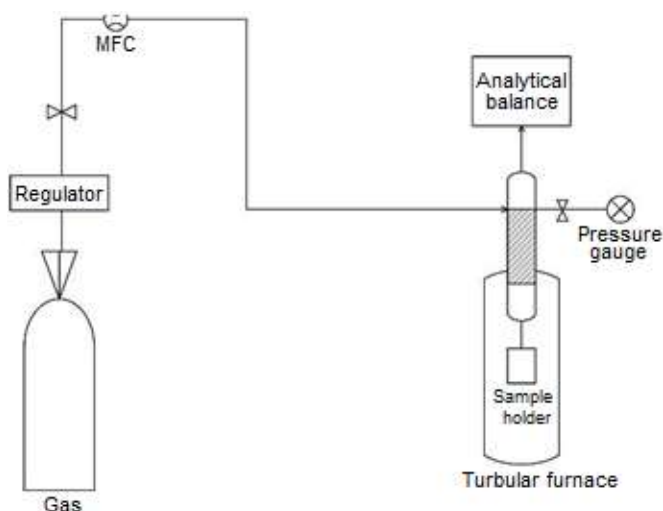 MFC
Analytical
balance
Regulator
Pressure
gauge
Sample
holder
Turbular furnace
Gas